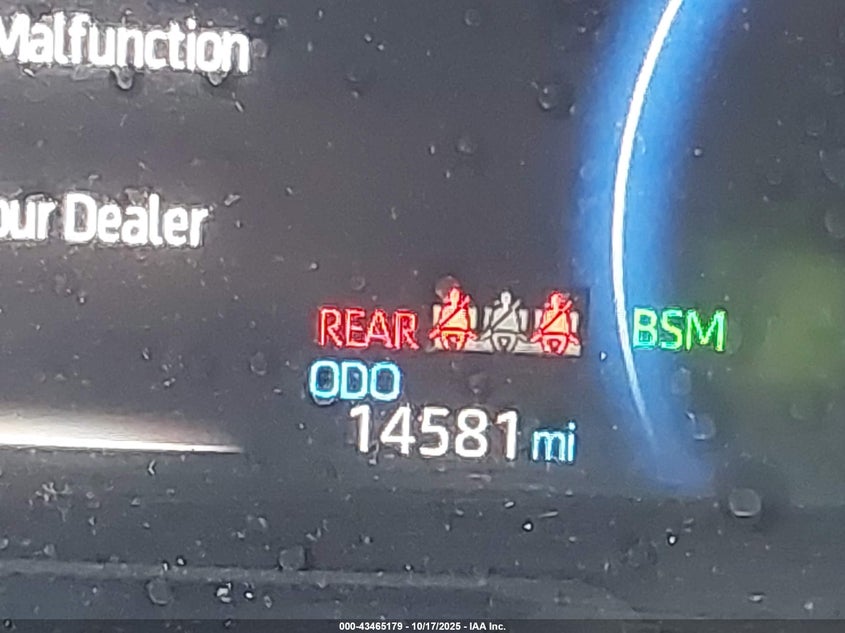 Malfunction
our Dealer
REAR
BSM
ODO
14581 mi
000-43465179 - 10/17/2025 - IAA Inc.